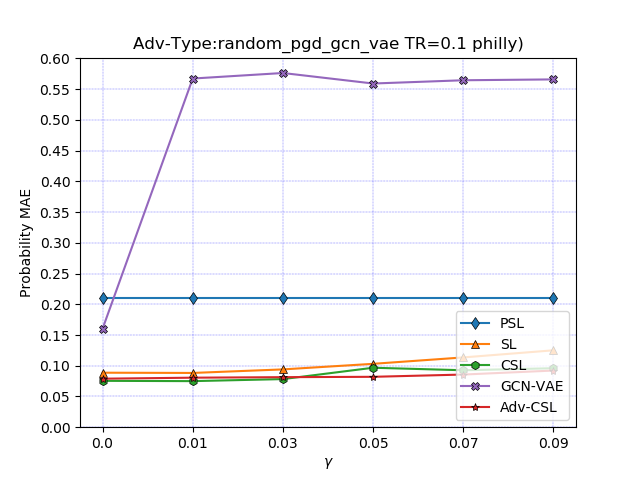 Adv-Type:random_pgd_gcn_vae TR=0.1 philly)
0.60
0.55
0.50
0.45
0.40
0.35
0.30
0.25
0.20
0.15
0.10
0.05
0.00
Probability MAE
PSL
SL
CSL
GCN-VAE
Adv-CSL
0.0 0.01 0.03 0.05 0.07 0.09
γ